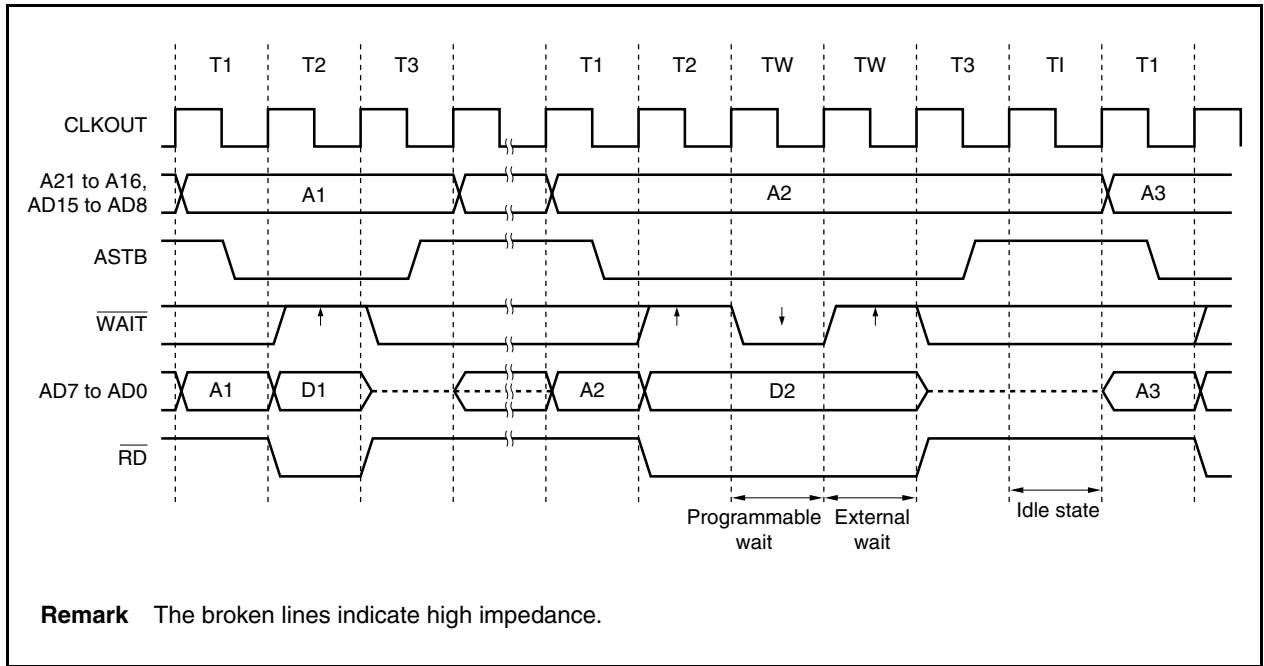 T1 T2 T3 T1 T2 TW TW T3 TI T1
CLKOUT
A21 to A16,
AD15 to AD8
A1 A2 A3
ASTB
WAIT
AD7 to AD0 A1 D1 A2 D2 A3
RD
Programmable
wait
External
wait
Idle state
Remark The broken lines indicate high impedance.